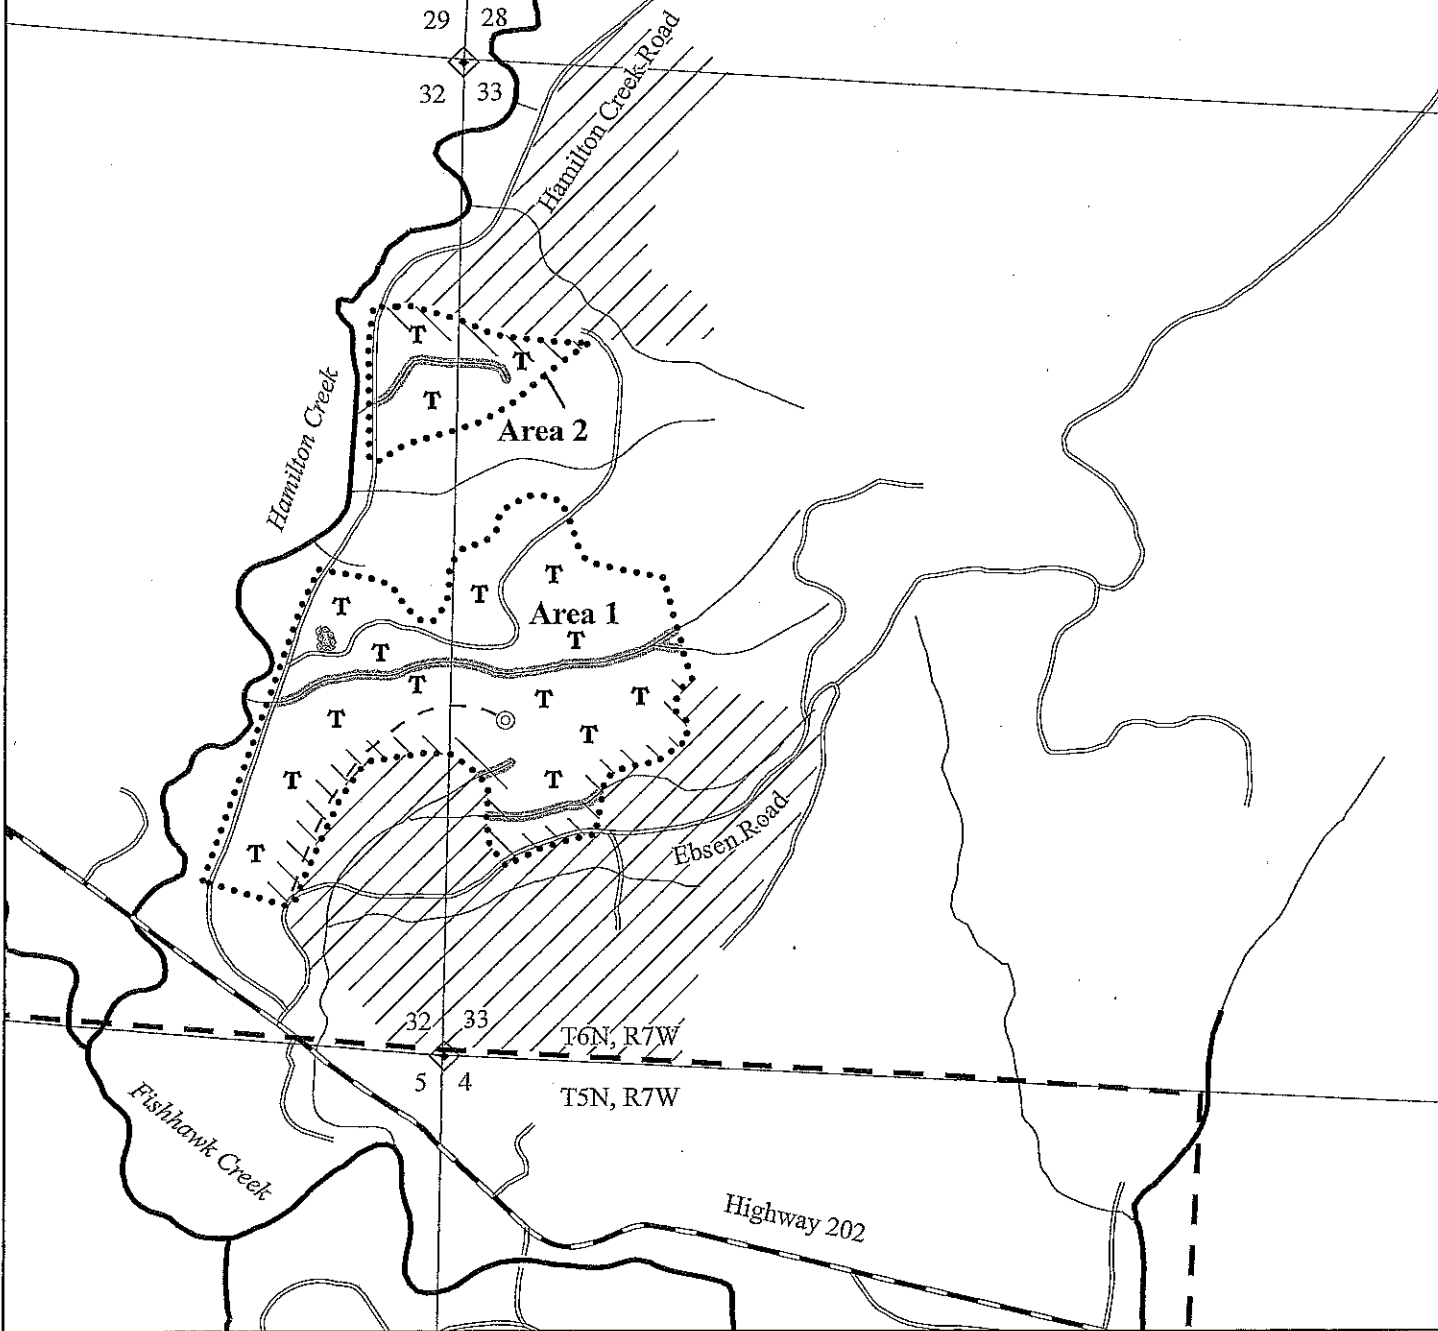 29 28
32 33
Hamilton Creek Road
T
T
T
Area 2
Hamilton Creek
T
T
T
Area 1
T
T
T
T
T
T
T
T
T
T
Ebsen Road
32 33
T6N, R7W
5 4
T5N, R7W
Fishhawk Creek
Highway 202